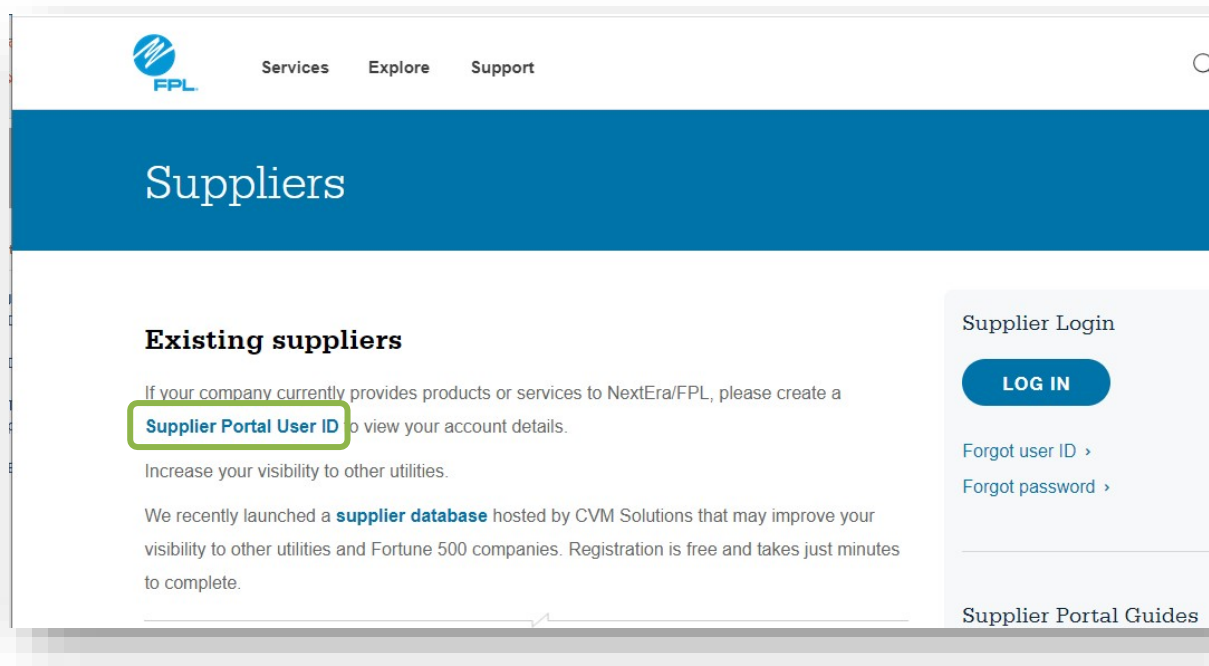 FPL.
Services Explore Support
Suppliers
Existing suppliers
If your company currently provides products or services to NextEra/FPL, please create a
Supplier Portal User ID to view your account details.
Increase your visibility to other utilities.
We recently launched a supplier database hosted by CVM Solutions that may improve your
visibility to other utilities and Fortune 500 companies. Registration is free and takes just minutes
to complete.
Supplier Login
LOG IN
Forgot user ID ›
Forgot password ›
Supplier Portal Guides